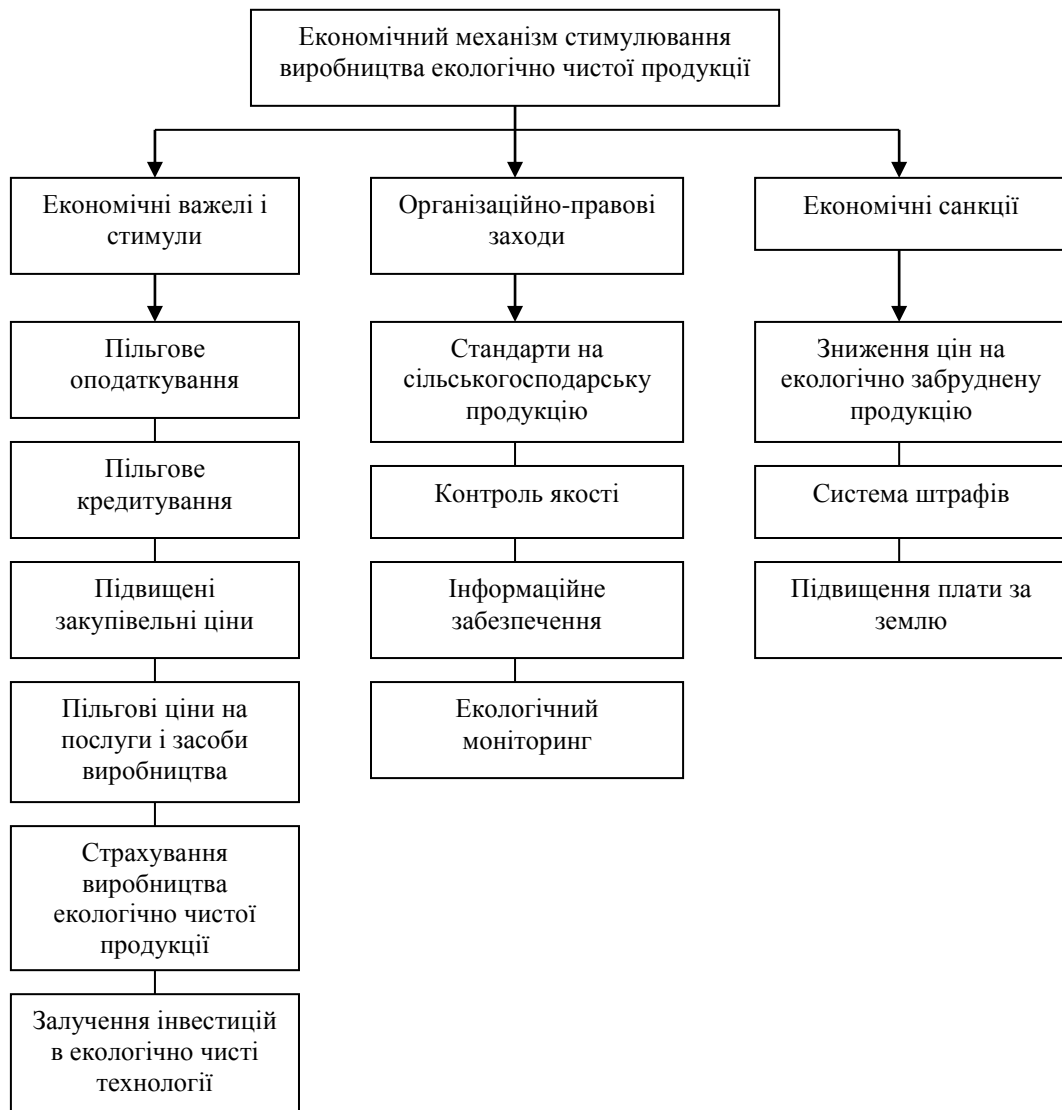 Економічний механізм стимулювання
виробництва екологічно чистої продукції
Економічні важелі і
стимули
Організаційно-правові
заходи
Економічні санкції
Пільгове
оподаткування
Стандарти на
сільськогосподарську
продукцію
Зниження цін на
екологічно забруднену
продукцію
Пільгове
кредитування
Контроль якості
Система штрафів
Підвищені
закупівельні ціни
Інформаційне
забезпечення
Підвищення плати за
землю
Пільгові ціни на
послуги і засоби
виробництва
Екологічний
моніторинг
Страхування
виробництва
екологічно чистої
продукції
Залучення інвестицій
в екологічно чисті
технології